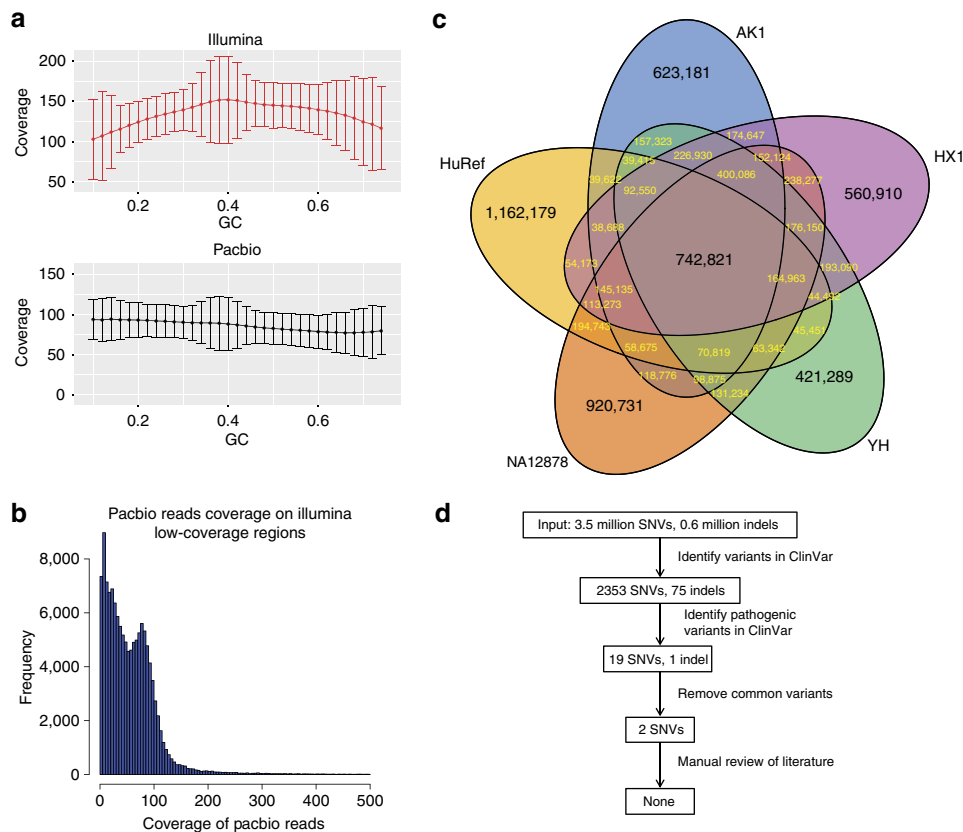 a
Illumina
200
150
100
50
Coverage
0.2
0.4
0.6
GC
Pacbio
150
100
50
0
Coverage
0.2
0.4
0.6
GC
b
Pacbio reads coverage on illumina
low-coverage regions
8,000
6,000
4,000
2,000
0
Frequency
0
100
200
300
400
500
Coverage of pacbio reads
c
AK1
623,181
HX1
560,910
HuRef
1,162,179
157,323
174,647
39,415
226,930
152,124
39,622
92,550
400,086
238,277
38,688
176,150
54,173
742,821
193,090
164,963
145,135
44,492
113,273
194,743
45,451
58,675
70,819
63,342
118,776
98,875
131,234
421,289
920,731
NA12878
YH
d
Input: 3.5 million SNVs, 0.6 million indels
Identify variants in ClinVar
2353 SNVs, 75 indels
Identify pathogenic
variants in ClinVar
19 SNVs, 1 indel
Remove common variants
2 SNVs
Manual review of literature
None